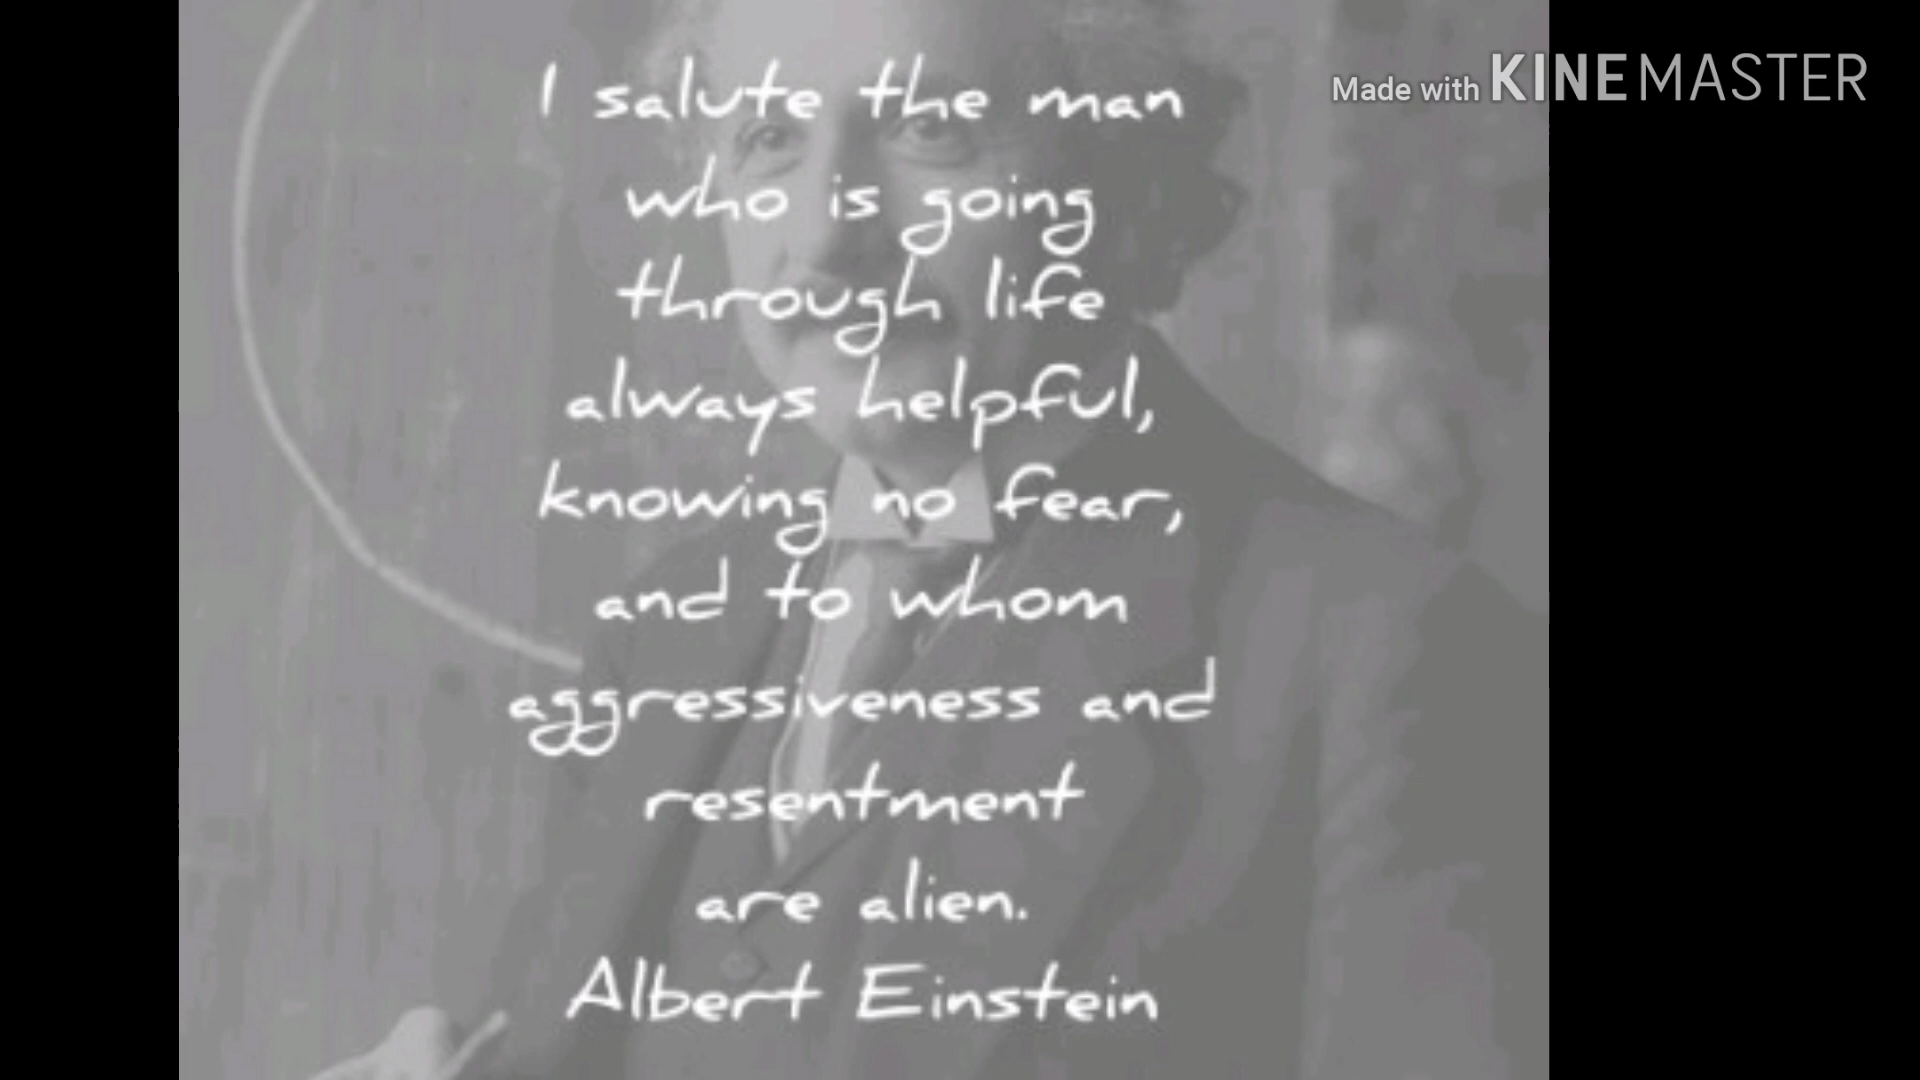 I salute the man
who is going
through life
always helpful,
knowing no fear,
and to whom
aggressiveness and
resentment
are alien.
Albert Einstein
Made with KINEMASTER